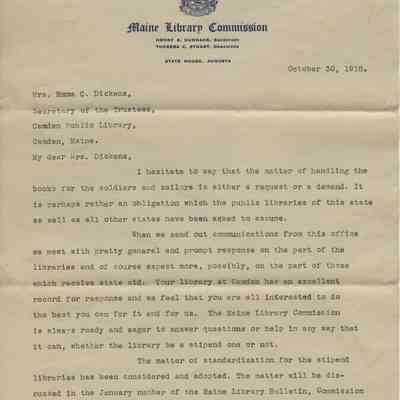 Maine Library Commission
HENRY E. DUNNACK, Secretary
THERESA C. STUART, Organizer
STATE HOUSE, AUGUSTA
October 30, 1918.
Mrs. Emma C. Dickens,
Secretary of the Trustees,
Camden Public Library,
Camden, Maine.
My dear Mrs. Dickens,
I hesitate to say that the matter of handling the
books for the soldiers and sailors is either a request or a demand. It
is perhaps rather an obligation which the public libraries of this state
as well as all other states have been asked to assume.
When we send out communications from this office
we meet with pretty general and prompt response on the part of the
libraries and of course expect more, possibly, on the part of those
which receive state aid. Your library at Camden has an excellent
record for response and we feel that you are all interested to do
the best you can for it and for us. The Maine Library Commission
is always ready and eager to answer questions or help in any way that
it can, whether the library be a stipend one or not.
The matter of standardization for the stipend
libraries has been considered and adopted. The matter will be dis-
cussed in the January number of the Maine Library Bulletin, Commission